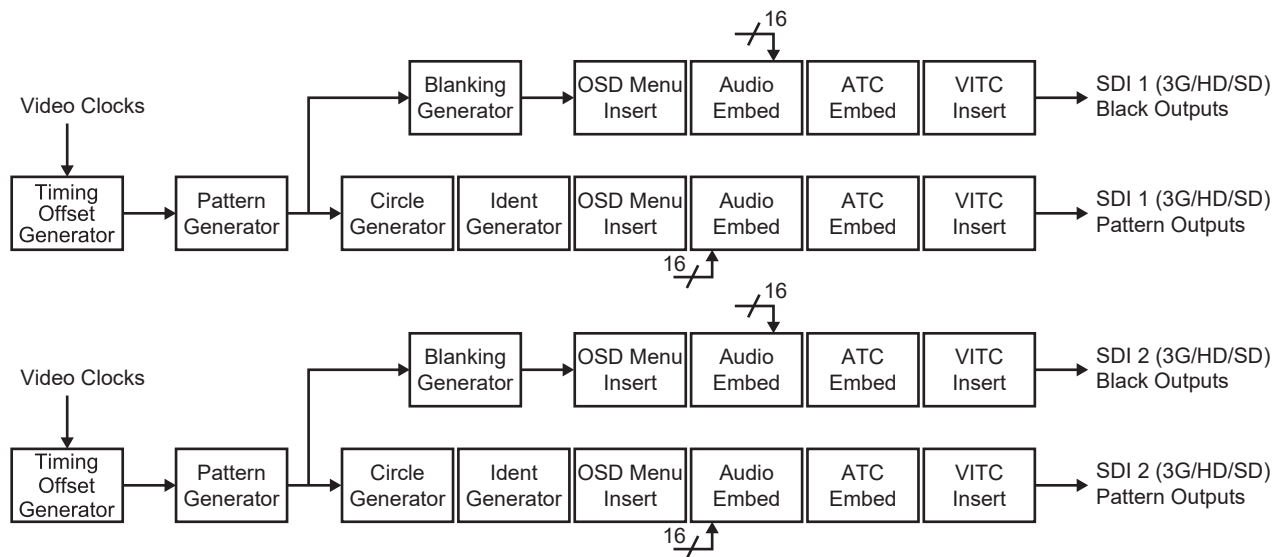 16
Blanking
Generator
OSD Menu
Insert
Audio
Embed
ATC
Embed
VITC
Insert
SDI 1 (3G/HD/SD)
Black Outputs
Video Clocks
Timing
Offset
Generator
Pattern
Generator
Circle
Generator
Ident
Generator
OSD Menu
Insert
Audio
Embed
ATC
Embed
VITC
Insert
SDI 1 (3G/HD/SD)
Pattern Outputs
16
16
Blanking
Generator
OSD Menu
Insert
Audio
Embed
ATC
Embed
VITC
Insert
SDI 2 (3G/HD/SD)
Black Outputs
Video Clocks
Timing
Offset
Generator
Pattern
Generator
Circle
Generator
Ident
Generator
OSD Menu
Insert
Audio
Embed
ATC
Embed
VITC
Insert
SDI 2 (3G/HD/SD)
Pattern Outputs
16